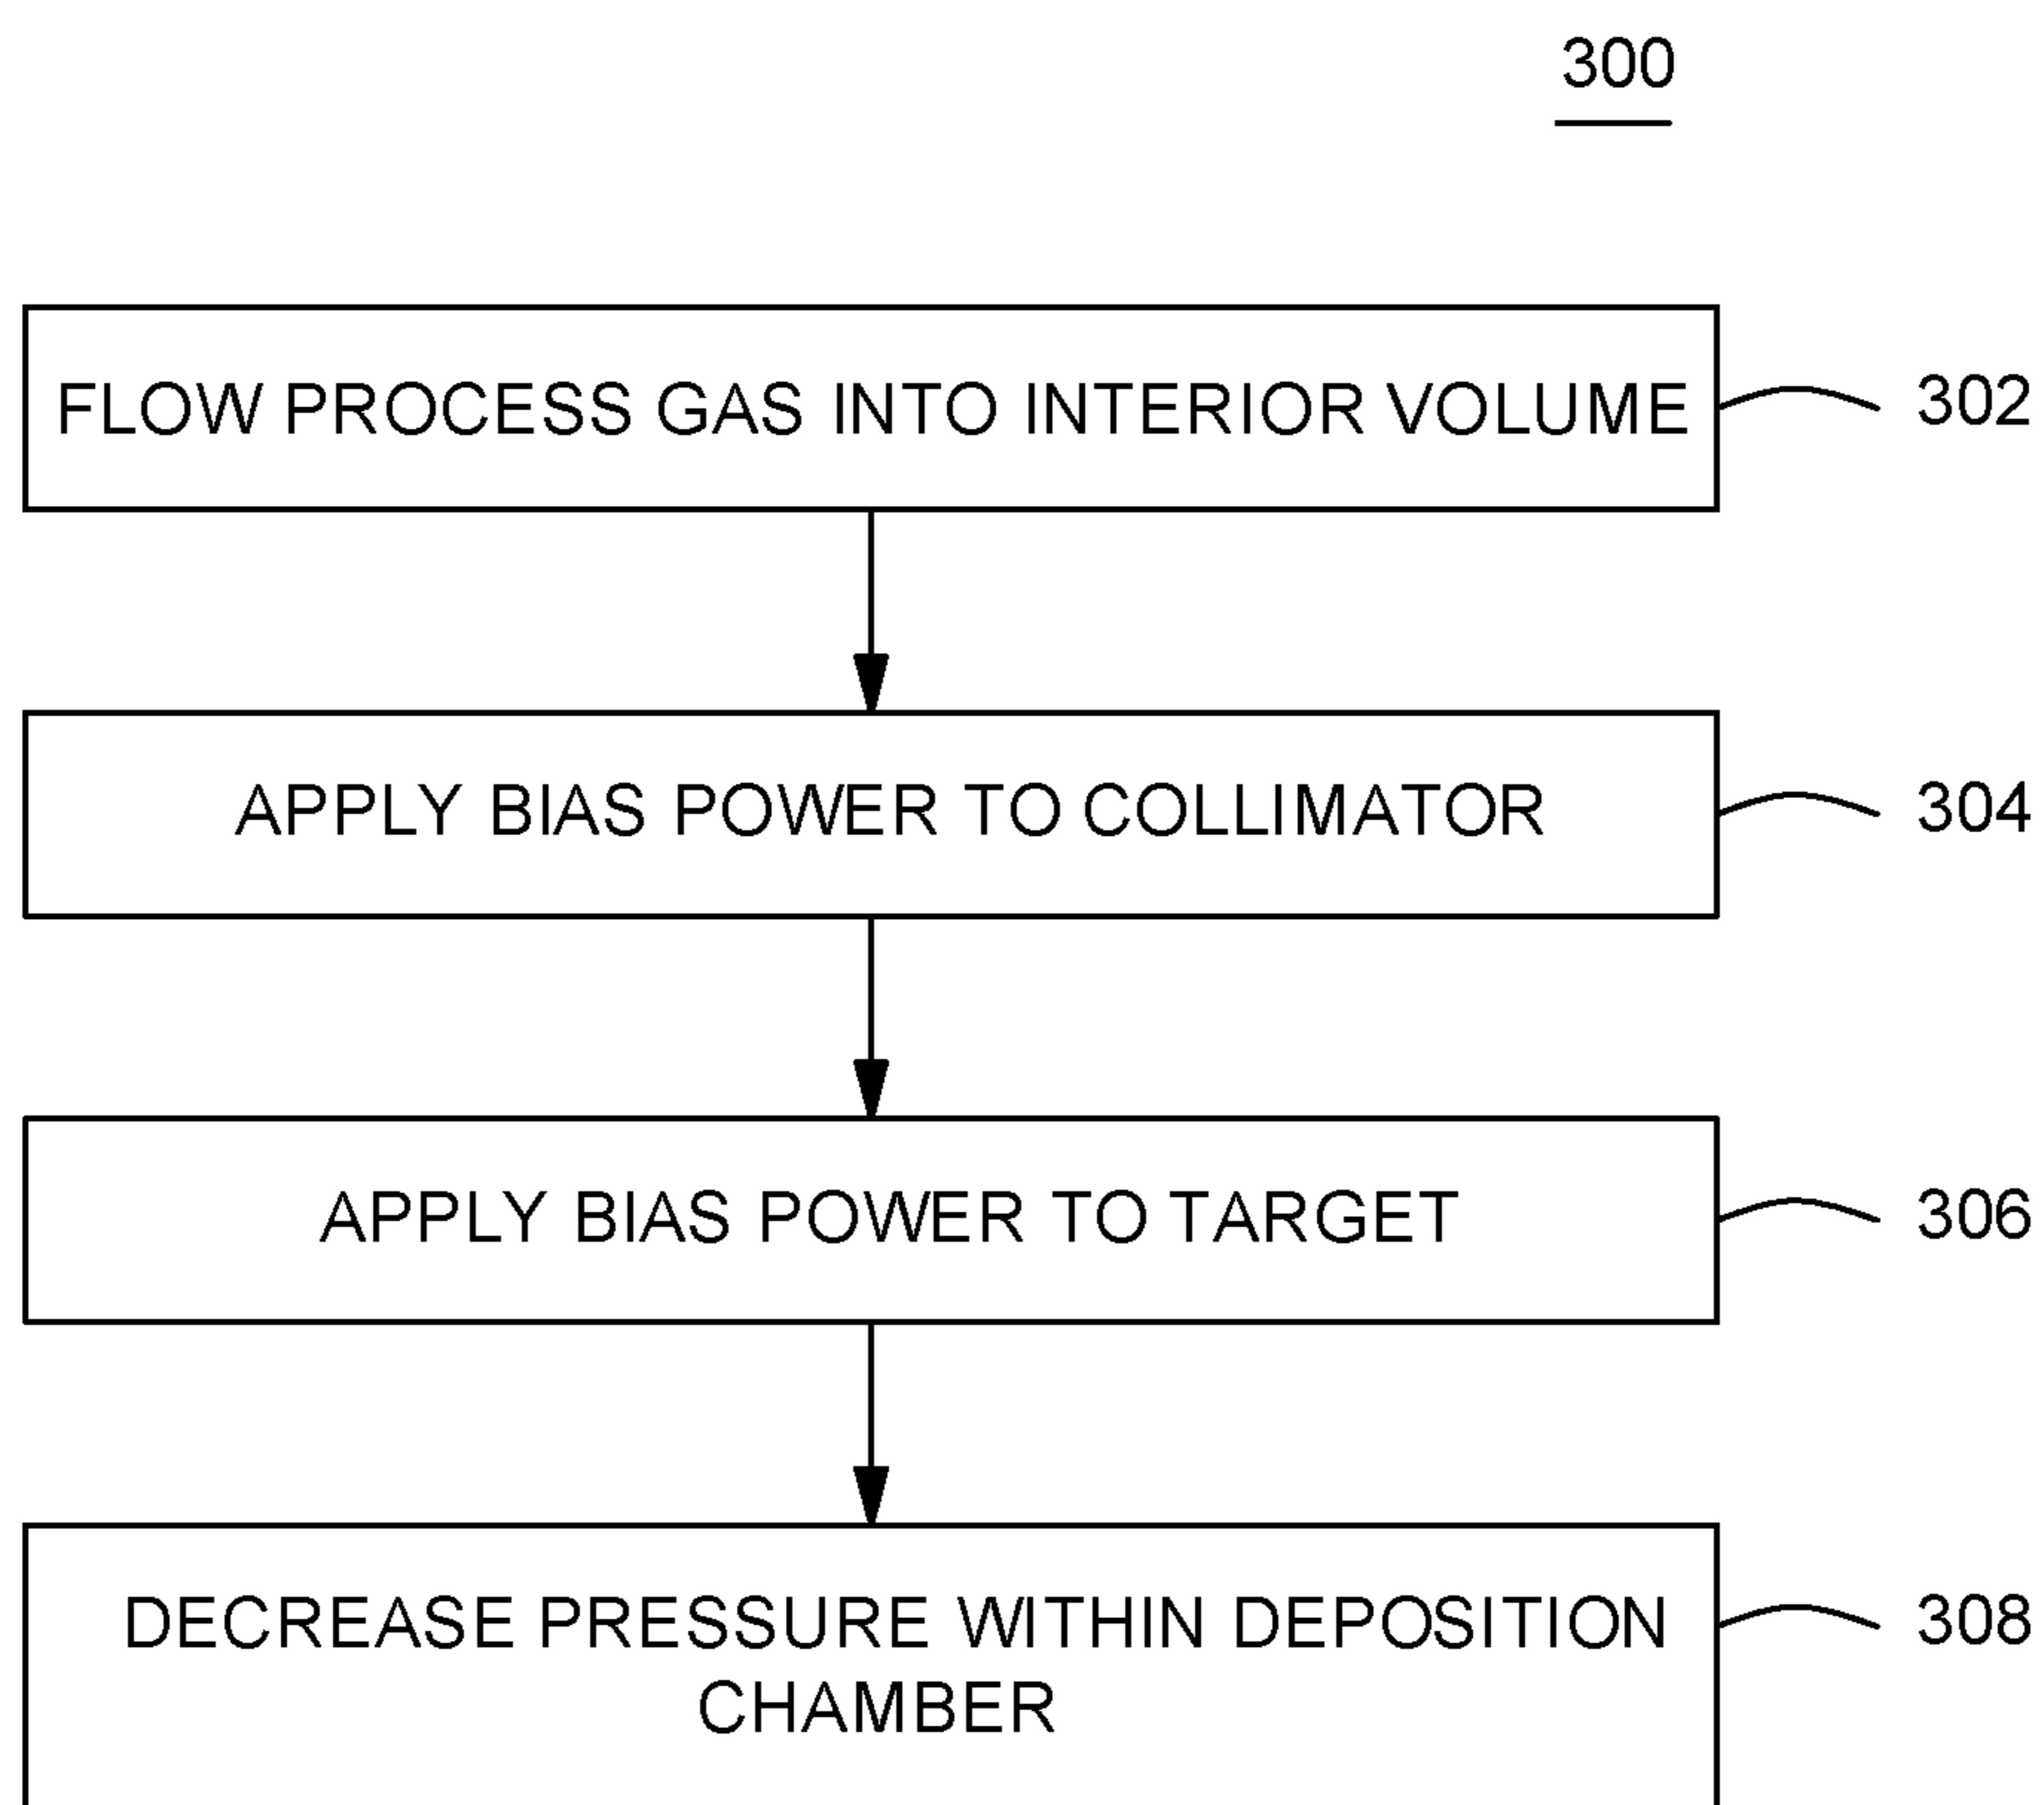 300
FLOW PROCESS GAS INTO INTERIOR VOLUME
302
APPLY BIAS POWER TO COLLIMATOR
304
APPLY BIAS POWER TO TARGET
306
DECREASE PRESSURE WITHIN DEPOSITION
CHAMBER
308